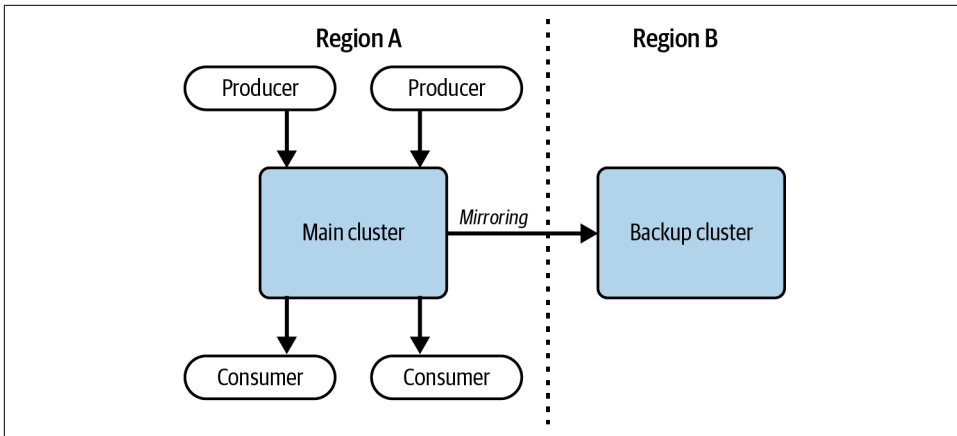 Region A
Region B
Producer
Producer
Main cluster
Mirroring
Backup cluster
Consumer
Consumer